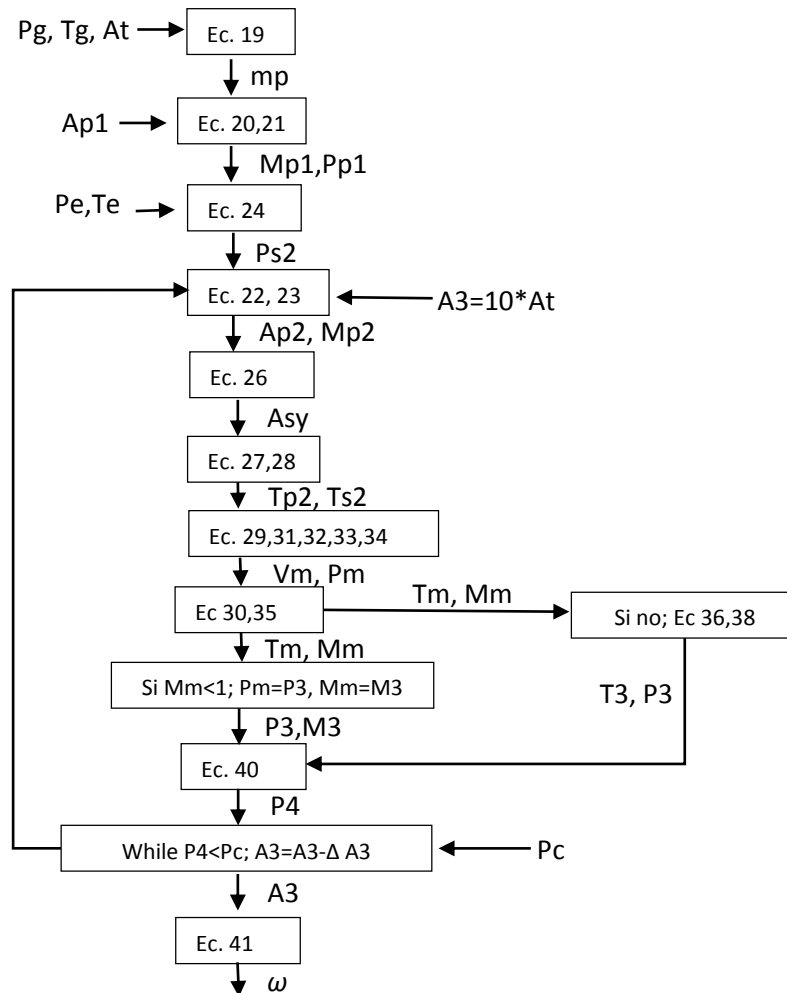 Pg, Tg, At
Ec. 19
mp
Ap1
Ec. 20,21
Mp1,Pp1
Pe,Te
Ec. 24
Ps2
Ec. 22, 23
A3=10*At
Ap2, Mp2
Ec. 26
Asy
Ec. 27,28
Tp2, Ts2
Ec. 29,31,32,33,34
Vm, Pm
Ec 30,35
Tm, Mm
Si no; Ec 36,38
Tm, Mm
Si Mm<1; Pm=P3, Mm=M3
T3, P3
P3,M3
Ec. 40
P4
While P4<Pc; A3=A3-Δ A3
Pc
A3
Ec. 41
ω